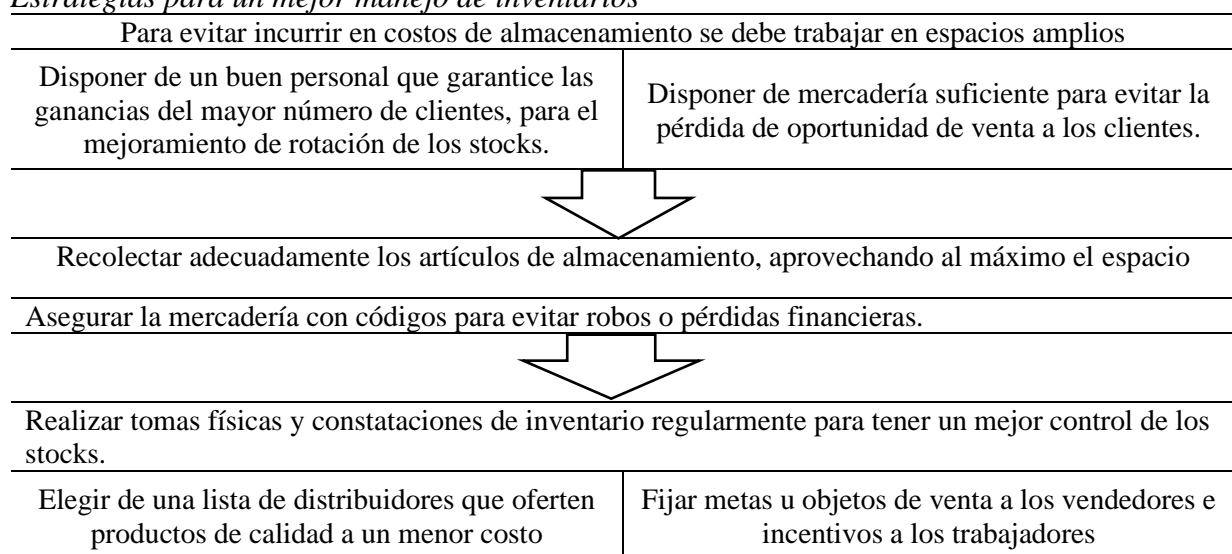 Estrategias para un mejor manejo de inventarios
Para evitar incurrir en costos de almacenamiento se debe trabajar en espacios amplios
Disponer de un buen personal que garantice las
ganancias del mayor número de clientes, para el
mejoramiento de rotación de los stocks.
Disponer de mercadería suficiente para evitar la
pérdida de oportunidad de venta a los clientes.
Recolectar adecuadamente los artículos de almacenamiento, aprovechando al máximo el espacio
Asegurar la mercadería con códigos para evitar robos o pérdidas financieras.
Realizar tomas físicas y constataciones de inventario regularmente para tener un mejor control de los
stocks.
Elegir de una lista de distribuidores que oferten
productos de calidad a un menor costo
Fijar metas u objetos de venta a los vendedores e
incentivos a los trabajadores